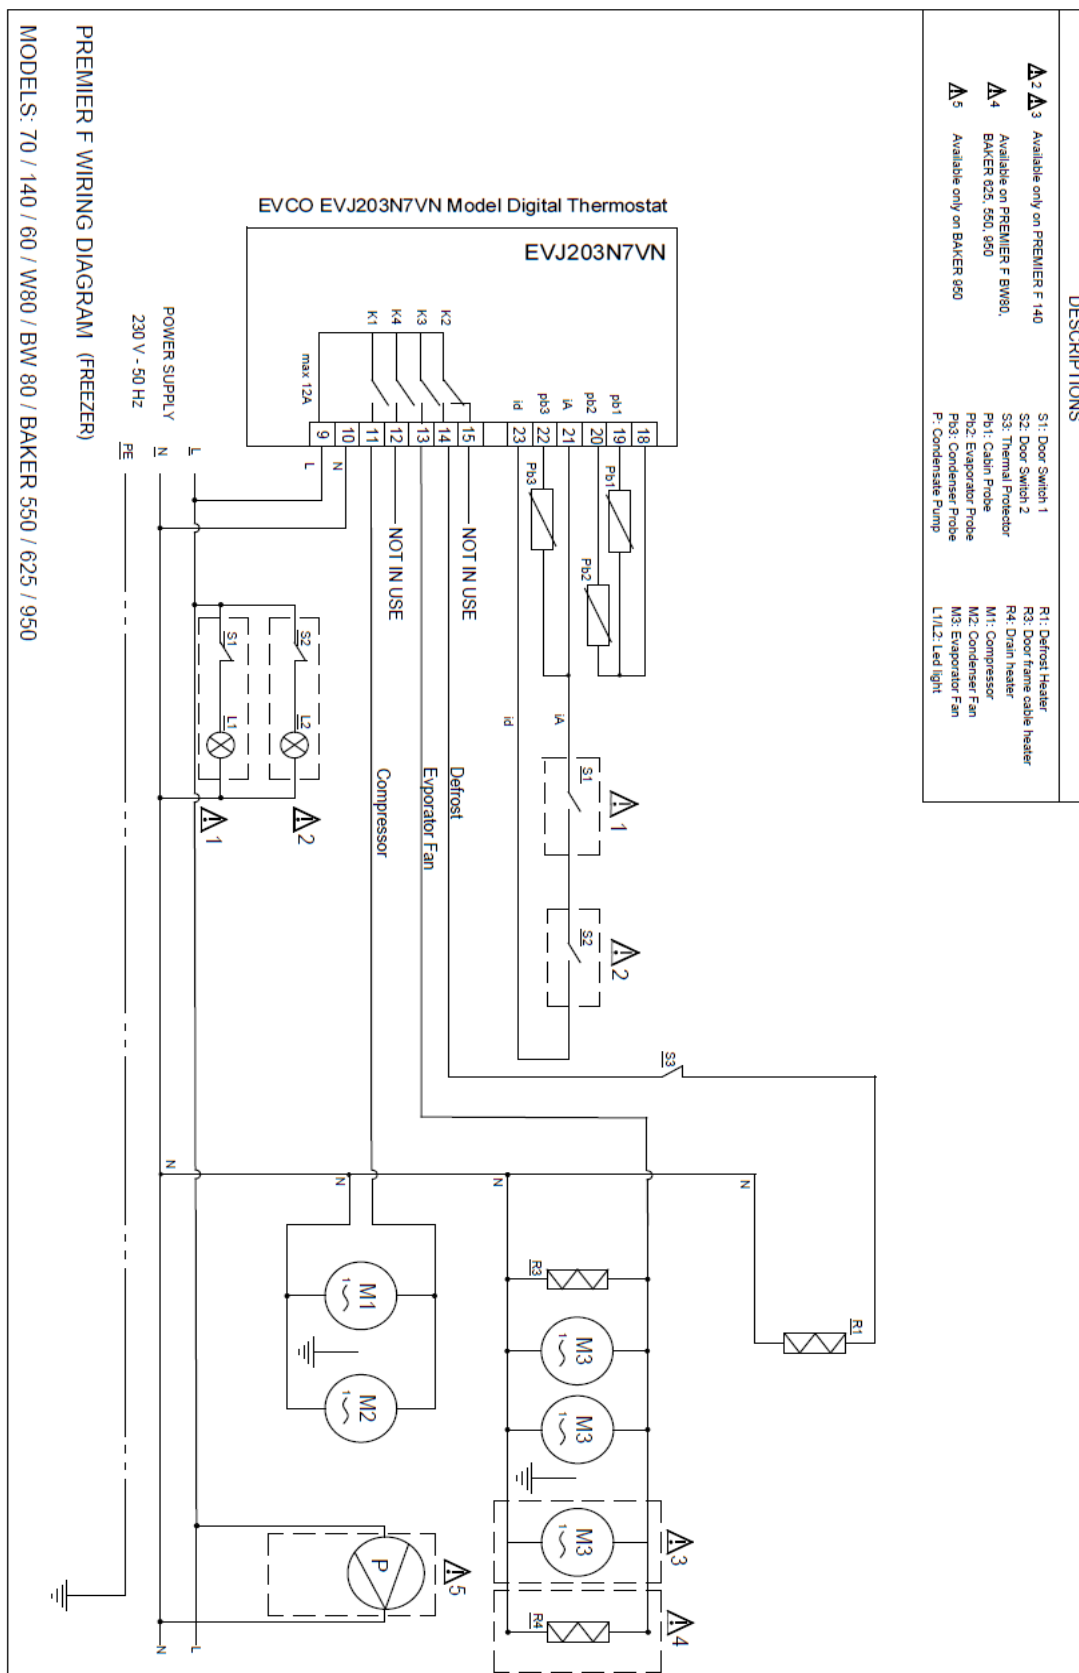 DESCRIPTIONS
⚠2 ⚠3 Available only on PREMIER F 140
⚠4 Available on PREMIER F BW80,
BAKER 625, 550, 950
⚠5 Available only on BAKER 950
S1: Door Switch 1
S2: Door Switch 2
S3: Thermal Protector
Pb1: Cabin Probe
Pb2: Evaporator Probe
Pb3: Condenser Probe
P: Condensate Pump
R1: Defrost Heater
R3: Door frame cable heater
R4: Drain heater
M1: Compressor
M2: Condenser Fan
M3: Evaporator Fan
L1/L2: Led light
EVCO EVJ203N7VN Model Digital Thermostat
EVJ203N7VN
K1
K4
K3
K2
max 12A
id
pb3
iA
pb2
pb1
9
10
11
12
13
14
15
23
22
21
20
19
18
L
N
NOT IN USE
NOT IN USE
Pb3
Pb1
Pb2
id
iA
S1
1
S2
2
S1
L1
1
S2
L2
2
Compressor
Evporator Fan
Defrost
S3
POWER SUPPLY
230 V - 50 Hz
L
N
PE
N
N
N
N
R1
R3
M1
1~
M2
1~
M3
1~
M3
1~
M3
1~
3
R4
4
P
5
L
N
PREMIER F WIRING DIAGRAM (FREEZER)
MODELS: 70 / 140 / 60 / W80 / BW 80 / BAKER 550 / 625 / 950